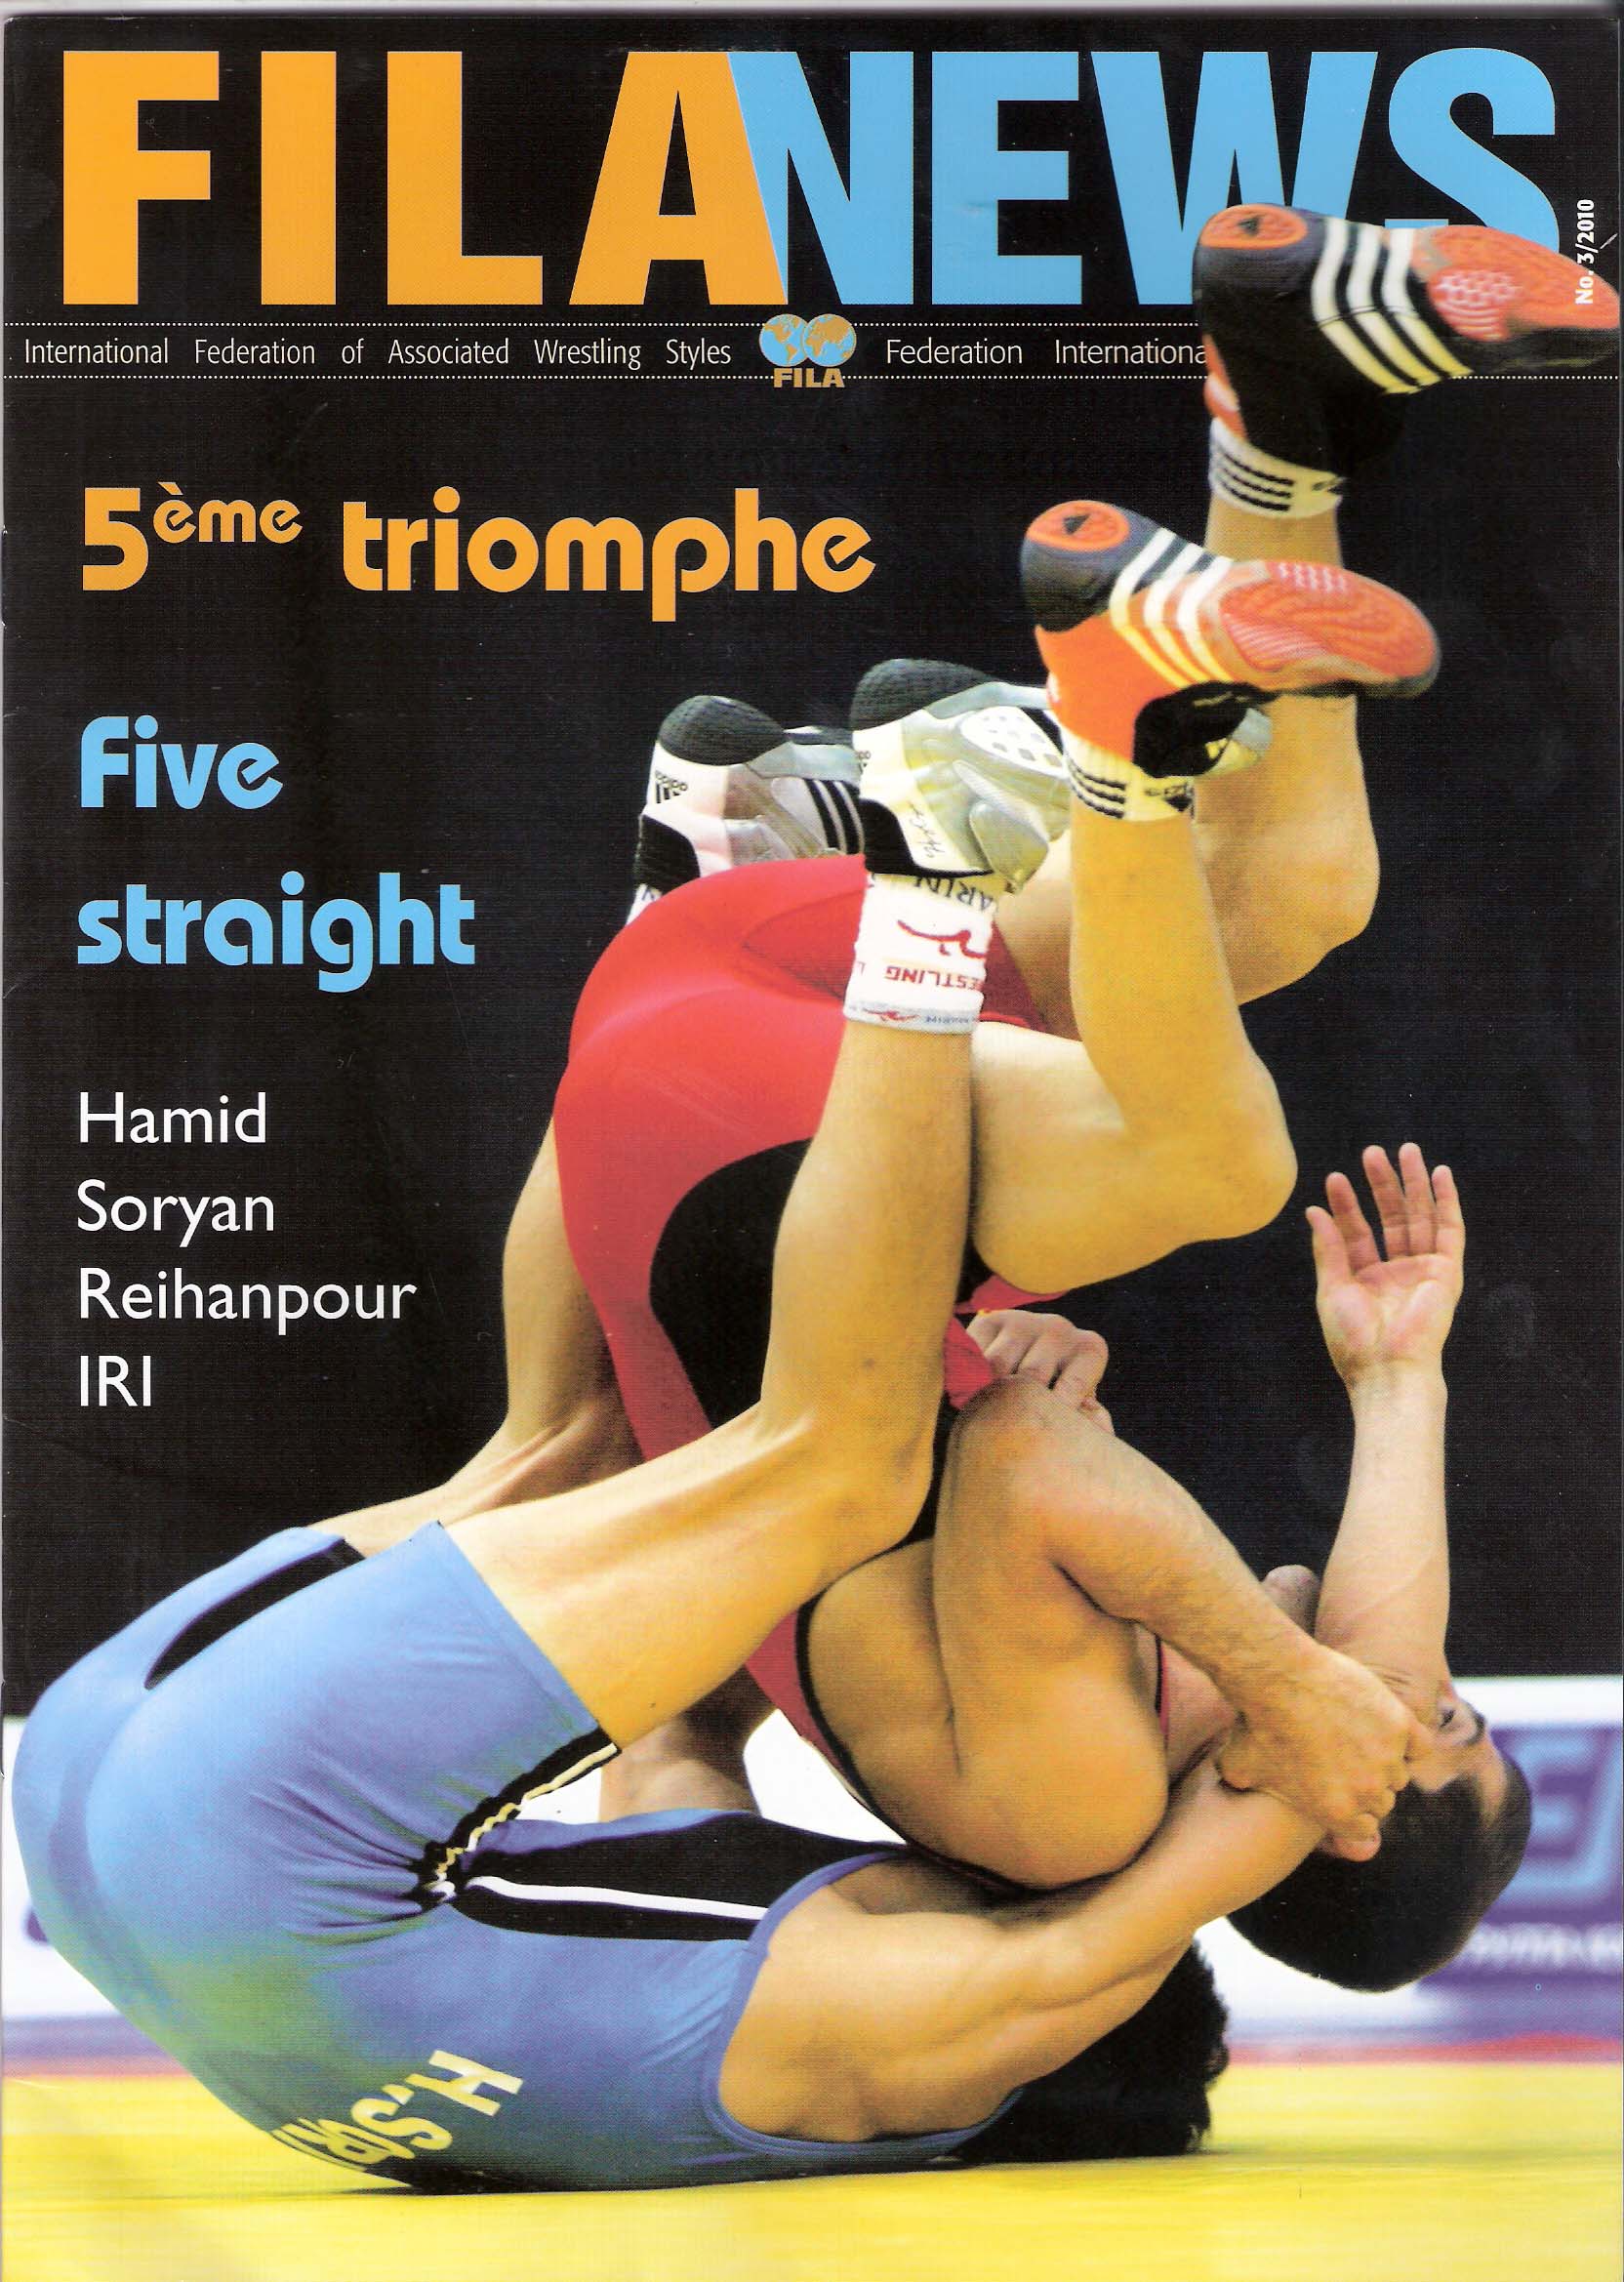 FILANEWS
No. 3/2010
International Federation of Associated Wrestling Styles
FILA
Federation Internationa
5ème triomphe
Five
straight
Hamid
Soryan
Reihanpour
IRI
H.S